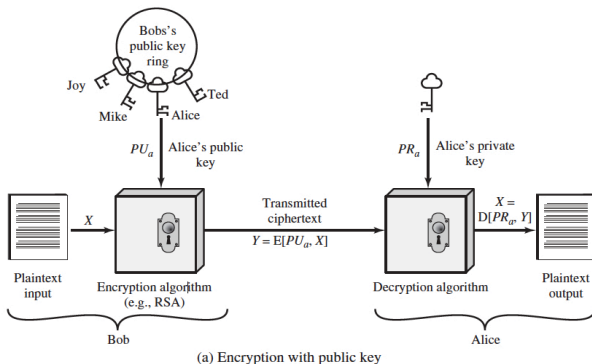 Bobs's
public key
ring
Joy
Ted
Mike
Alice
PUa
Alice's public
key
PRa
Alice's private
key
X
Transmitted
ciphertext
X =
D[PRa, Y]
Y = E[PUa, X]
Plaintext
input
Encryption algorithm
(e.g., RSA)
Decryption algorithm
Plaintext
output
Bob
Alice
(a) Encryption with public key